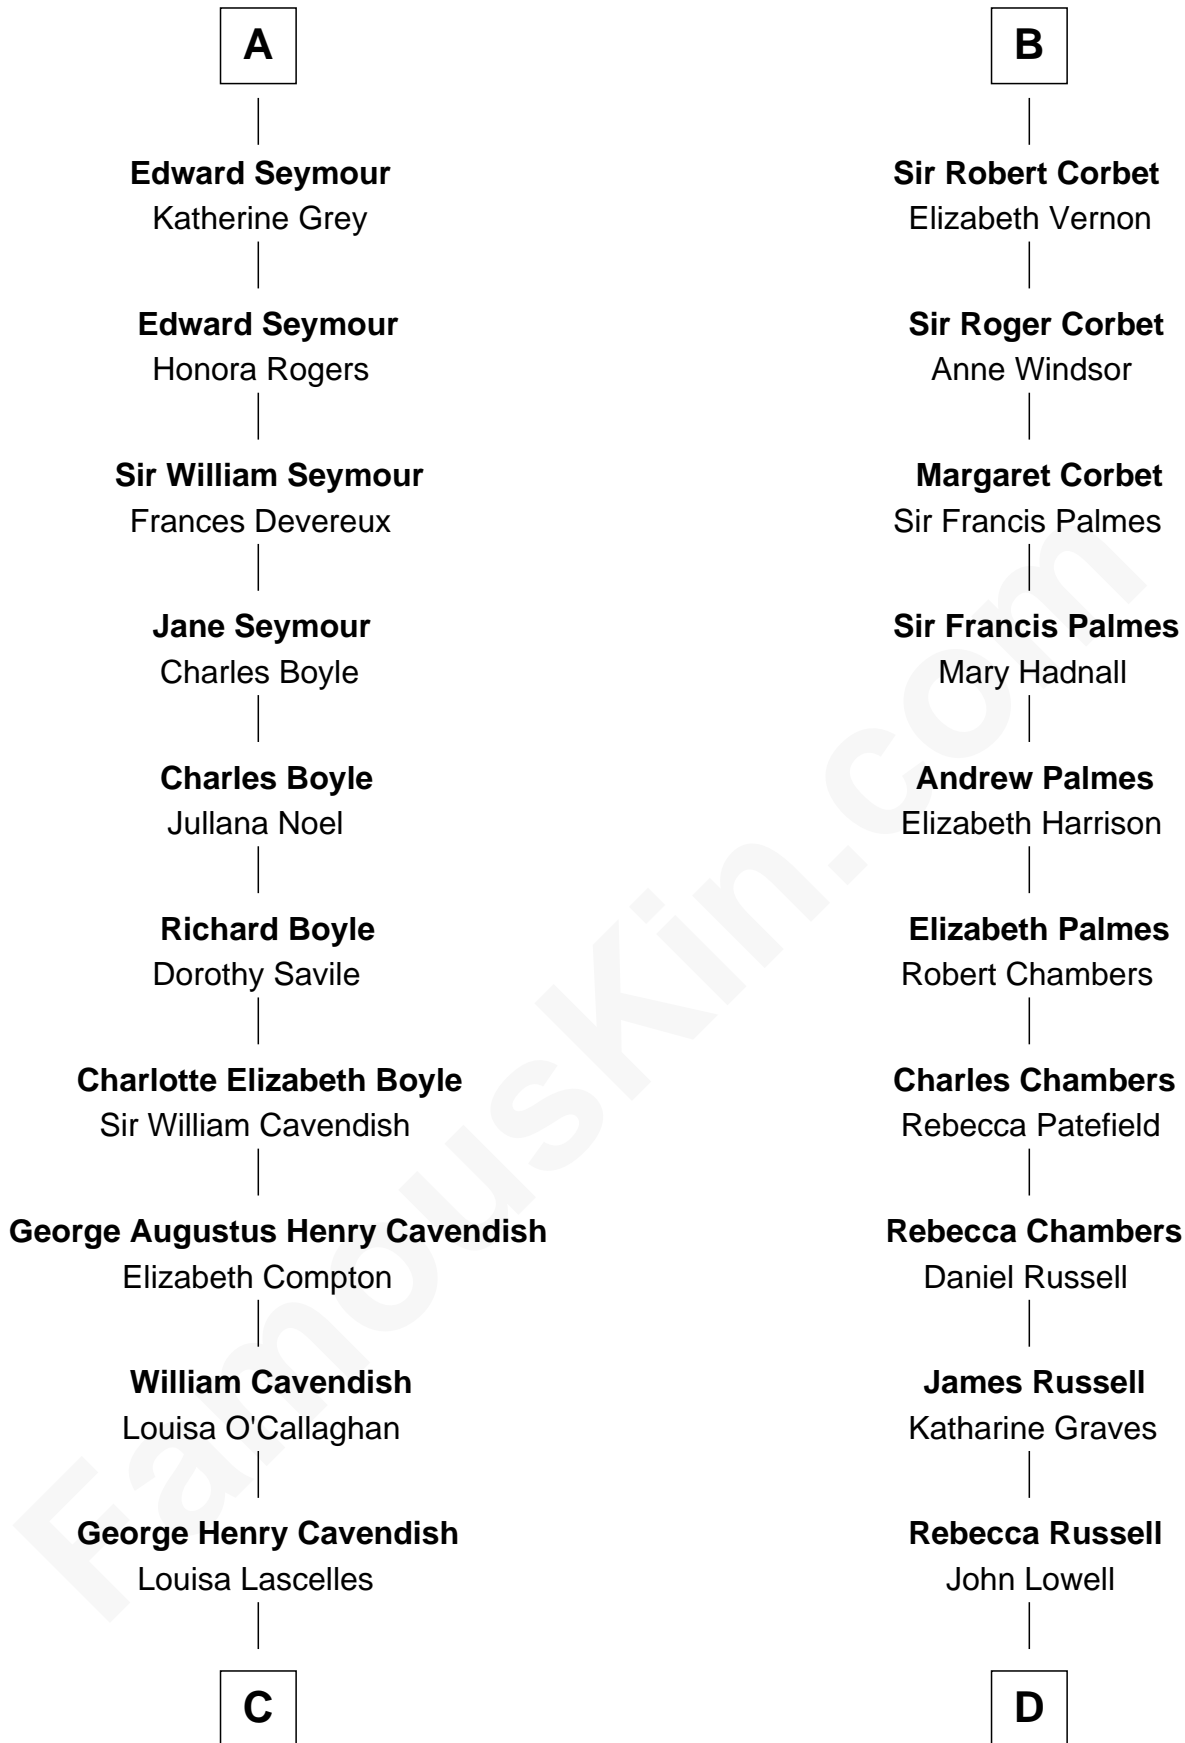 A
Edward Seymour
Katherine Grey
Edward Seymour
Honora Rogers
Sir William Seymour
Frances Devereux
Jane Seymour
Charles Boyle
Charles Boyle
Jullana Noel
Richard Boyle
Dorothy Savile
Charlotte Elizabeth Boyle
Sir William Cavendish
George Augustus Henry Cavendish
Elizabeth Compton
William Cavendish
Louisa O'Callaghan
George Henry Cavendish
Louisa Lascelles
C
B
Sir Robert Corbet
Elizabeth Vernon
Sir Roger Corbet
Anne Windsor
Margaret Corbet
Sir Francis Palmes
Sir Francis Palmes
Mary Hadnall
Andrew Palmes
Elizabeth Harrison
Elizabeth Palmes
Robert Chambers
Charles Chambers
Rebecca Patefield
Rebecca Chambers
Daniel Russell
James Russell
Katharine Graves
Rebecca Russell
John Lowell
D
FamousKin.com